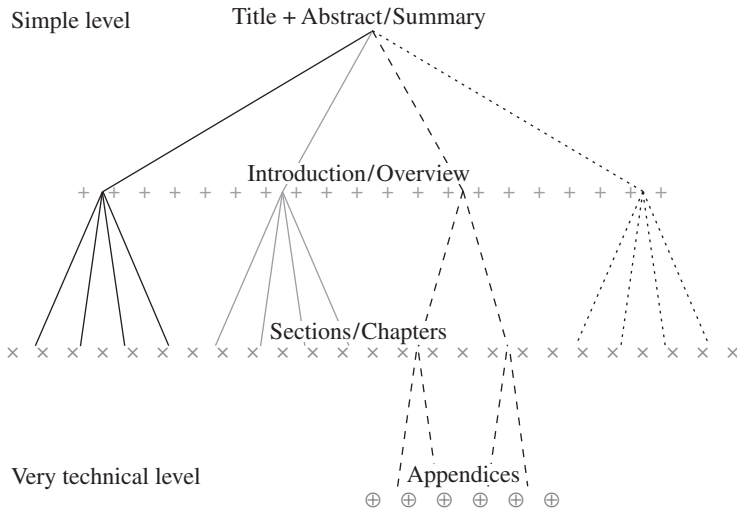 Simple level
Title + Abstract/Summary
Introduction/Overview
Sections/Chapters
Very technical level
Appendices